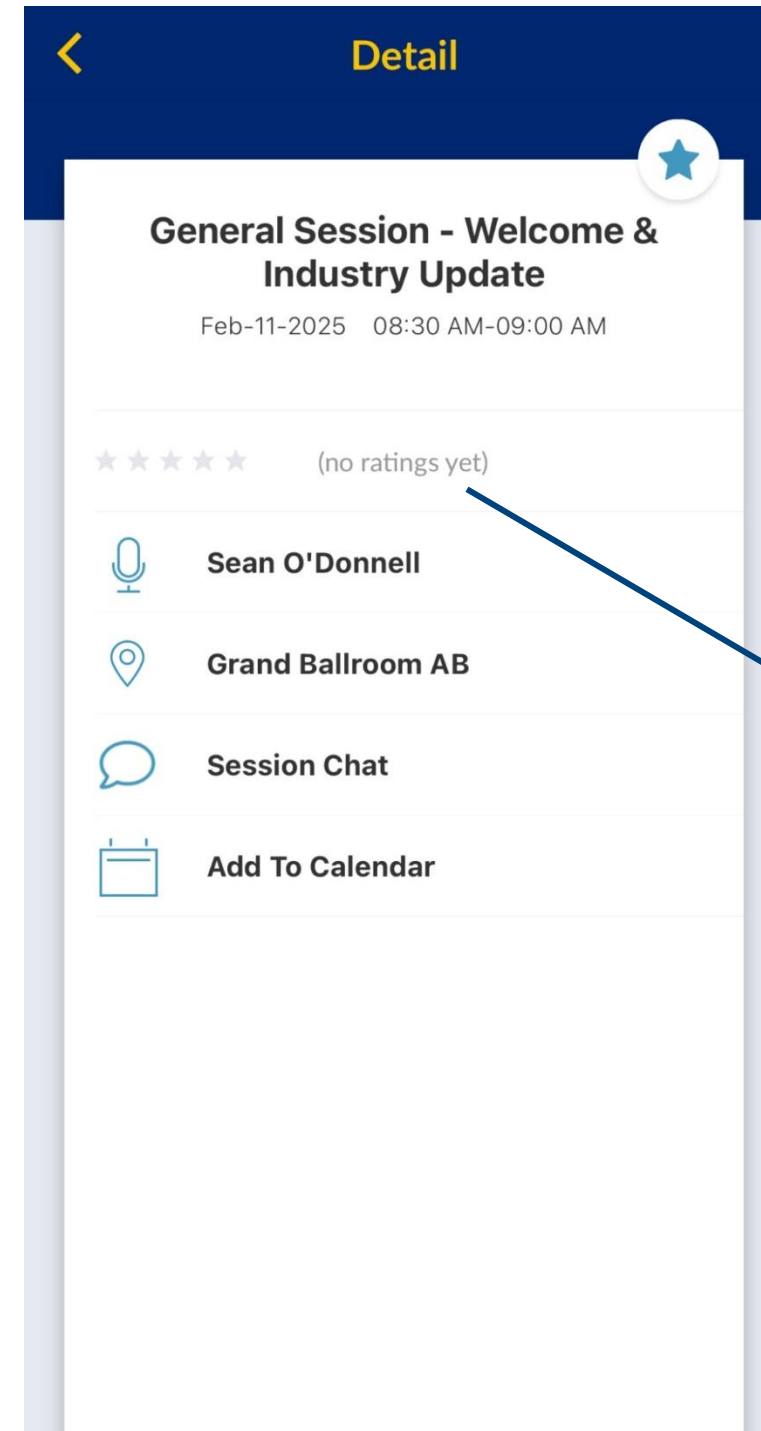 Detail
General Session - Welcome &
Industry Update
Feb-11-2025 08:30 AM-09:00 AM
(no ratings yet)
Sean O'Donnell
Grand Ballroom AB
Session Chat
Add To Calendar